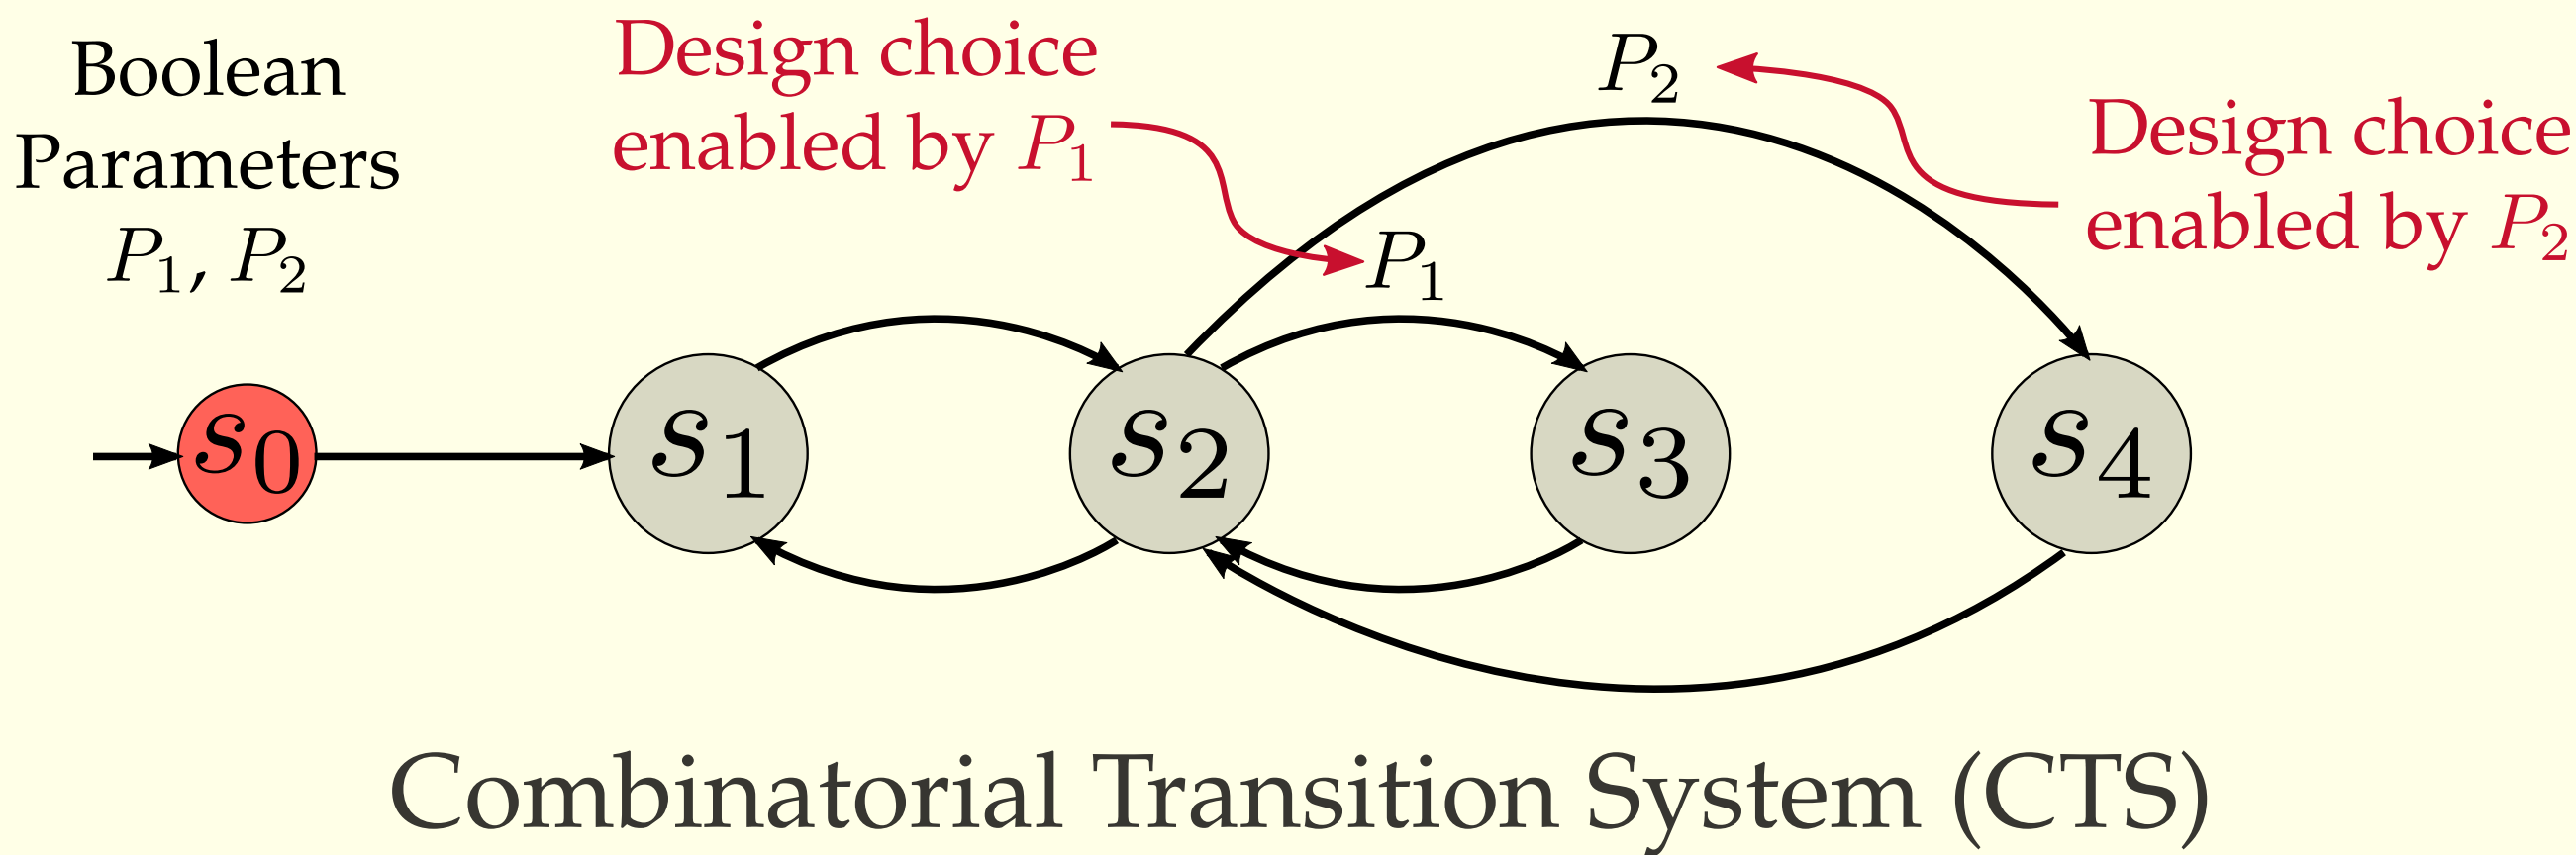 Boolean
Parameters
P₁, P₂
Design choice
enabled by P₁
P₂
Design choice
enabled by P₂
P₁
s₀
s₁
s₂
s₃
s₄
Combinatorial Transition System (CTS)